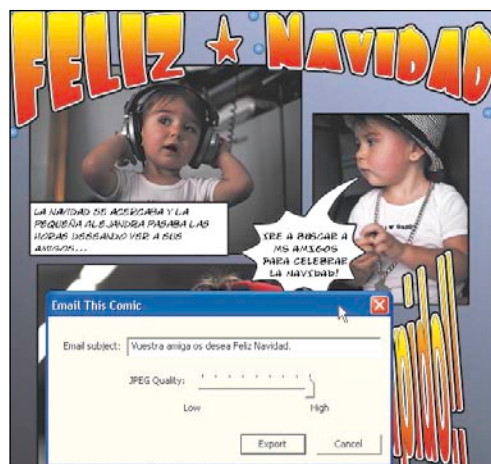 FELIZ ★ NAVIDAD
LA NAVIDAD SE ACERCABA Y LA
PEQUEÑA ALEJANDRA PASABA LAS
HORAS DESEANDO VER A SUS
AMIGOS...
IRE A BUSCAR A
MS AMIGOS
PARA CELEBRAR
LA NAVIDAD!
Email This Comic
Email subject: Vuestra amiga os desea Feliz Navidad.
JPEG Quality:
Low High
Export Cancel